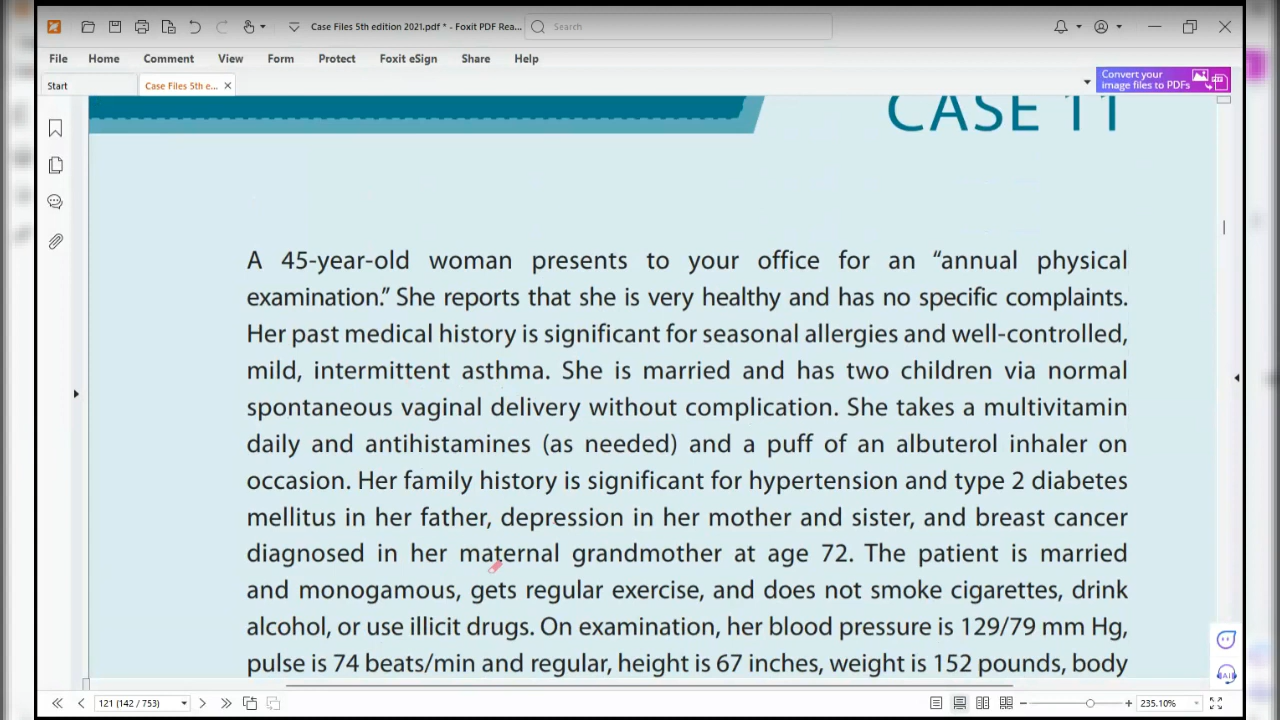 Case Files 5th edition 2021.pdf * - Foxit PDF Rea...
Search
File Home Comment View Form Protect Foxit eSign Share Help
Start
Case Files 5th e...
Convert your
image files to PDFs
CASE 11
A 45-year-old woman presents to your office for an “annual physical
examination.” She reports that she is very healthy and has no specific complaints.
Her past medical history is significant for seasonal allergies and well-controlled,
mild, intermittent asthma. She is married and has two children via normal
spontaneous vaginal delivery without complication. She takes a multivitamin
daily and antihistamines (as needed) and a puff of an albuterol inhaler on
occasion. Her family history is significant for hypertension and type 2 diabetes
mellitus in her father, depression in her mother and sister, and breast cancer
diagnosed in her maternal grandmother at age 72. The patient is married
and monogamous, gets regular exercise, and does not smoke cigarettes, drink
alcohol, or use illicit drugs. On examination, her blood pressure is 129/79 mm Hg,
pulse is 74 beats/min and regular, height is 67 inches, weight is 152 pounds, body
121 (142 / 753)
235.10%